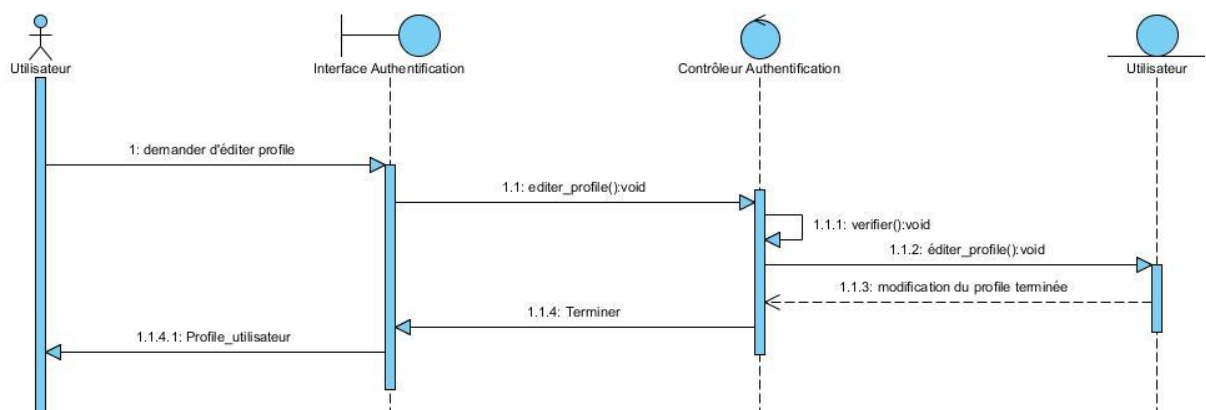 Utilisateur
Interface Authentification
Contrôleur Authentification
Utilisateur
1: demander d'éditer profile
1.1: editer_profile():void
1.1.1: verifier():void
1.1.2: éditer_profile():void
1.1.3: modification du profile terminée
1.1.4: Terminer
1.1.4.1: Profile_utilisateur